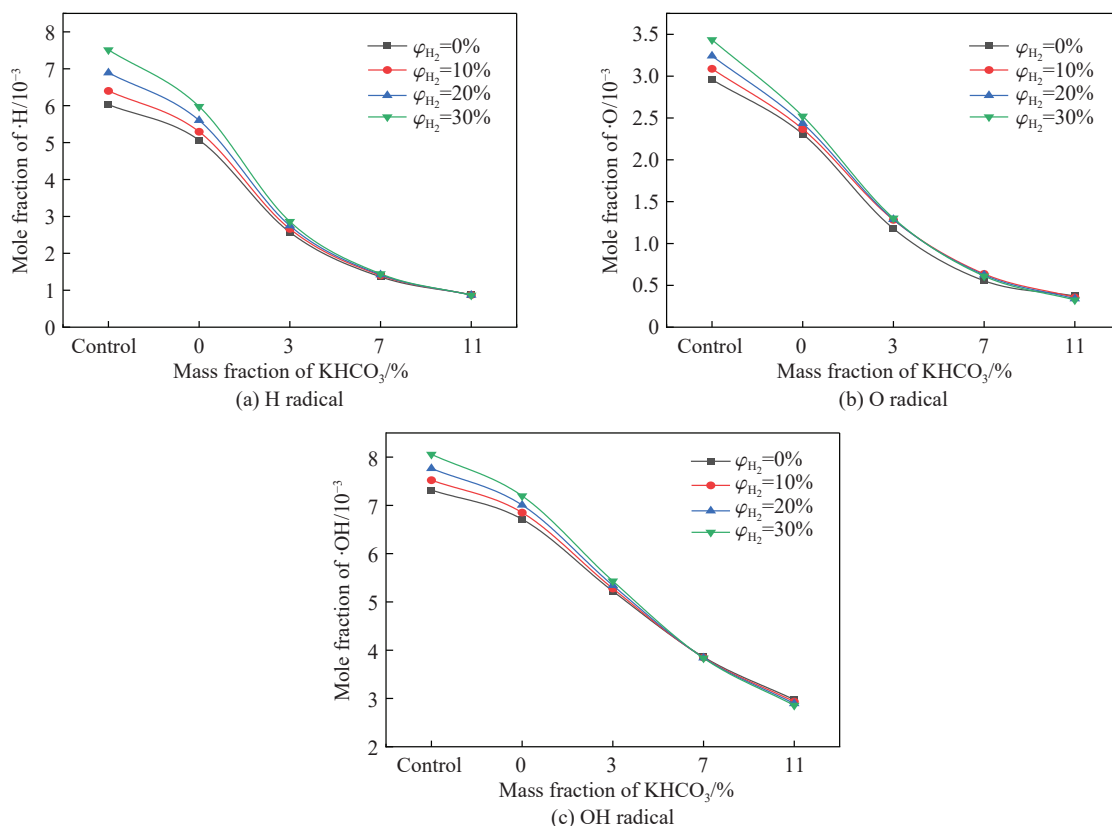 8
7
6
5
4
3
2
1
0
Mole fraction of ·H/10⁻³
φH₂=0%
φH₂=10%
φH₂=20%
φH₂=30%
Control 0 3 7 11
Mass fraction of KHCO₃/%
(a) H radical
3.5
3.0
2.5
2.0
1.5
1.0
0.5
0
Mole fraction of ·O/10⁻³
φH₂=0%
φH₂=10%
φH₂=20%
φH₂=30%
Control 0 3 7 11
Mass fraction of KHCO₃/%
(b) O radical
8
7
6
5
4
3
2
Mole fraction of ·OH/10⁻³
φH₂=0%
φH₂=10%
φH₂=20%
φH₂=30%
Control 0 3 7 11
Mass fraction of KHCO₃/%
(c) OH radical